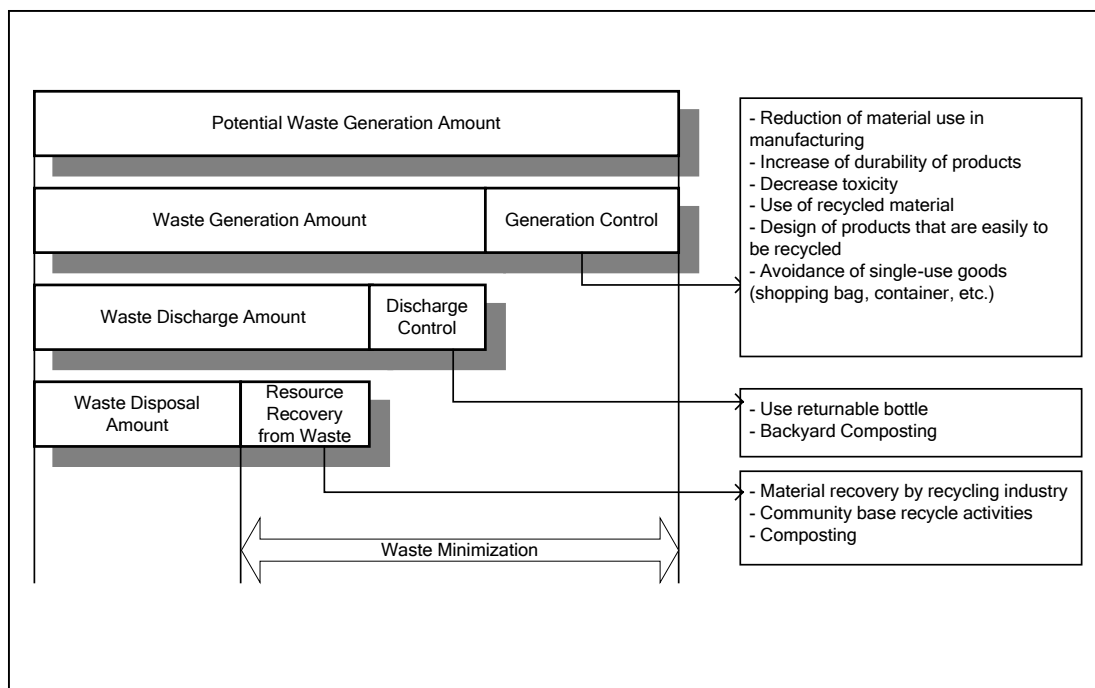 Potential Waste Generation Amount
Waste Generation Amount
Generation Control
Waste Discharge Amount
Discharge
Control
Waste Disposal
Amount
Resource
Recovery
from Waste
Waste Minimization
- Reduction of material use in
manufacturing
- Increase of durability of products
- Decrease toxicity
- Use of recycled material
- Design of products that are easily to
be recycled
- Avoidance of single-use goods
(shopping bag, container, etc.)
- Use returnable bottle
- Backyard Composting
- Material recovery by recycling industry
- Community base recycle activities
- Composting